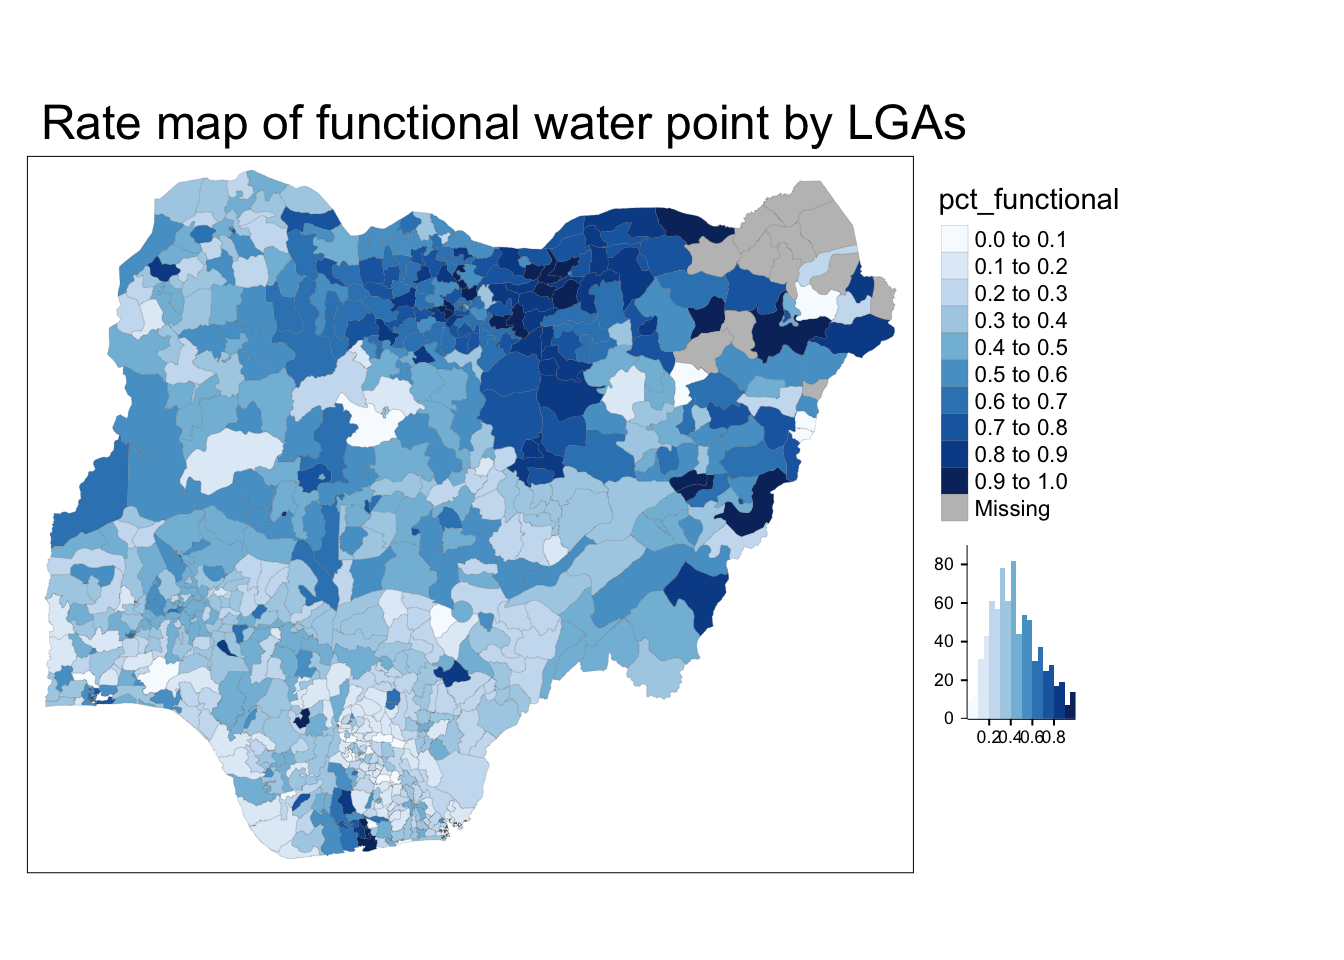 Rate map of functional water point by LGAs
pct_functional
0.0 to 0.1
0.1 to 0.2
0.2 to 0.3
0.3 to 0.4
0.4 to 0.5
0.5 to 0.6
0.6 to 0.7
0.7 to 0.8
0.8 to 0.9
0.9 to 1.0
Missing
80
60
40
20
0
0.2 0.4 0.6 0.8